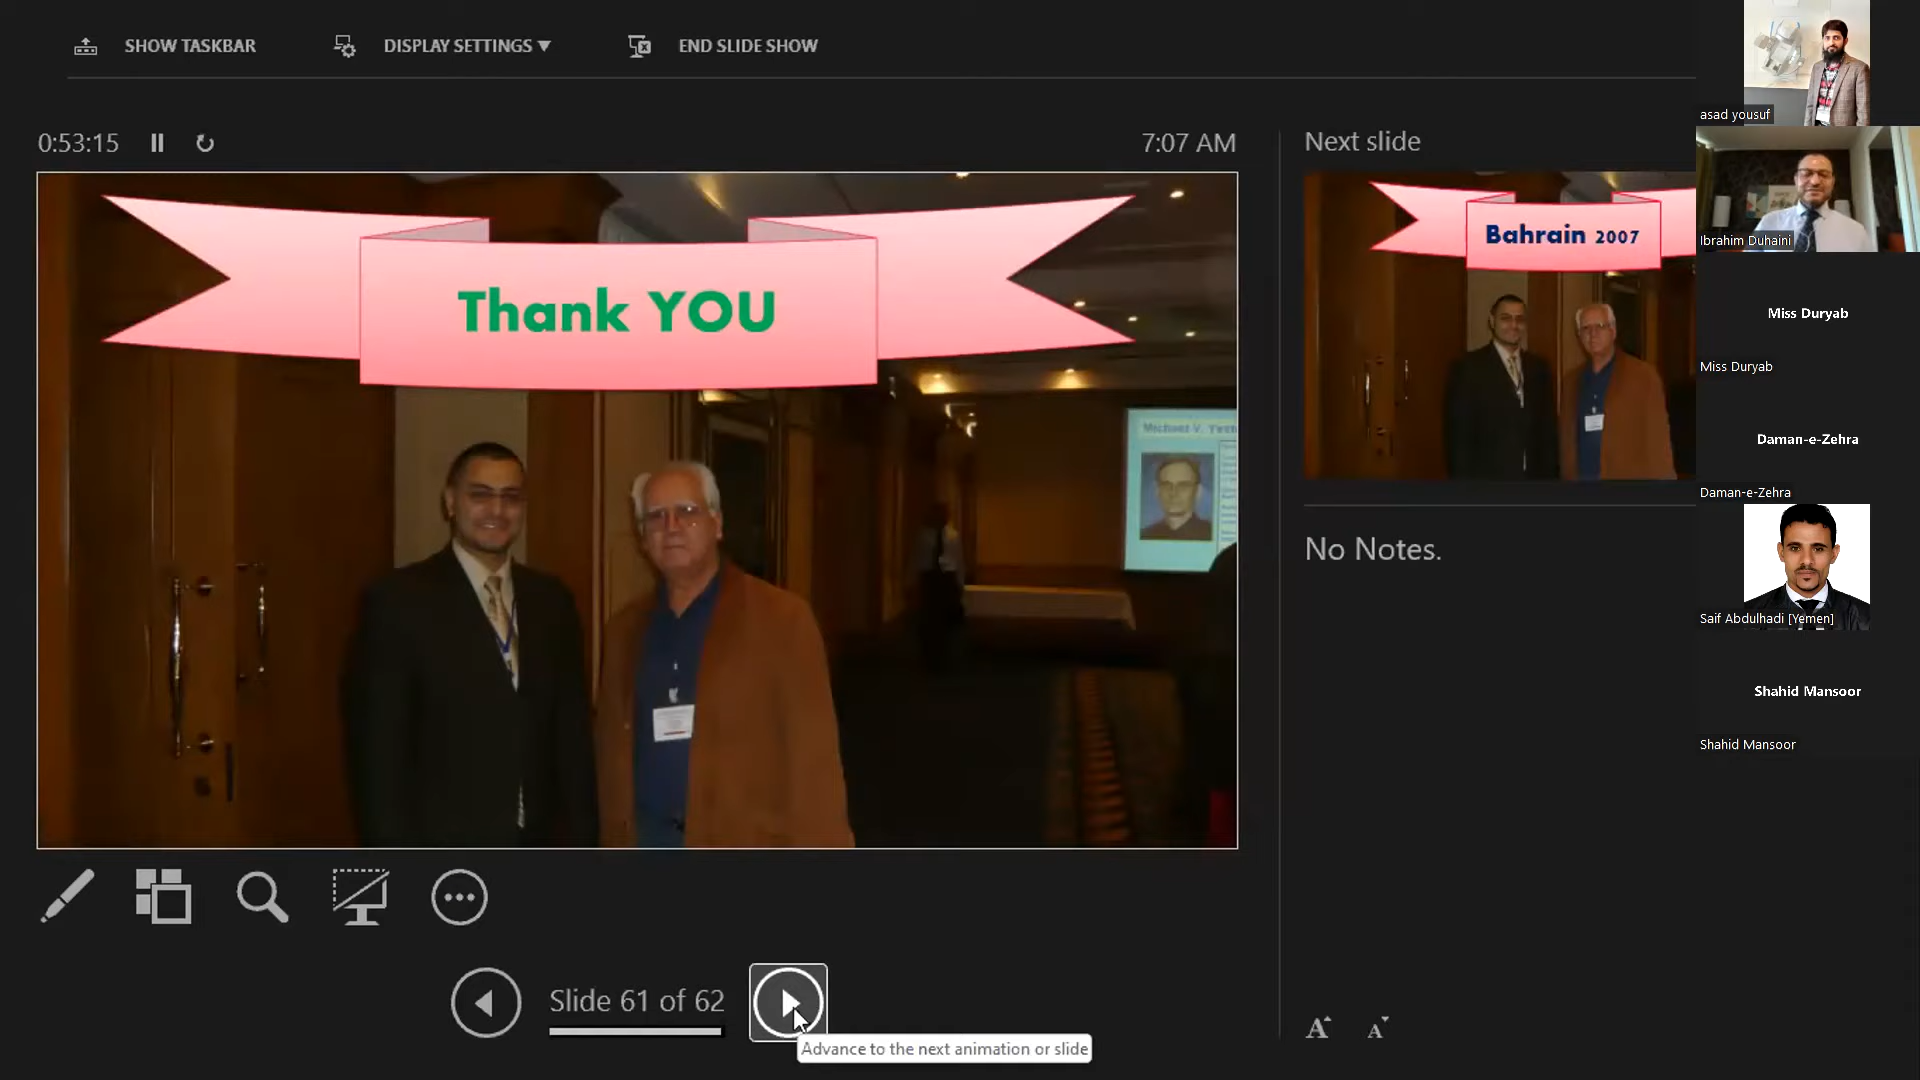 SHOW TASKBAR
DISPLAY SETTINGS ▼
END SLIDE SHOW
0:53:15
7:07 AM
Next slide
Thank YOU
Michael V.
Bahrain 2007
No Notes.
Slide 61 of 62
Advance to the next animation or slide
A A
asad yousuf
Ibrahim Duhaini
Miss Duryab
Miss Duryab
Daman-e-Zehra
Daman-e-Zehra
Saif Abdulhadi [Yemen]
Shahid Mansoor
Shahid Mansoor